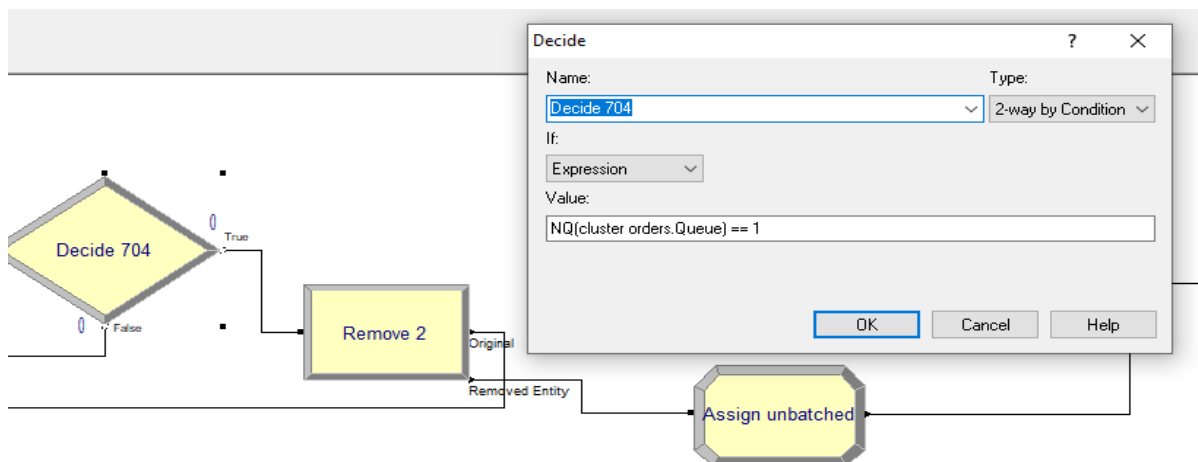 Decide
?
Name:
Type:
Decide 704
2-way by Condition
If:
Expression
Value:
NQ(cluster orders.Queue) == 1
OK
Cancel
Help
0
True
Decide 704
0
False
Remove 2
Original
Removed Entity
Assign unbatched